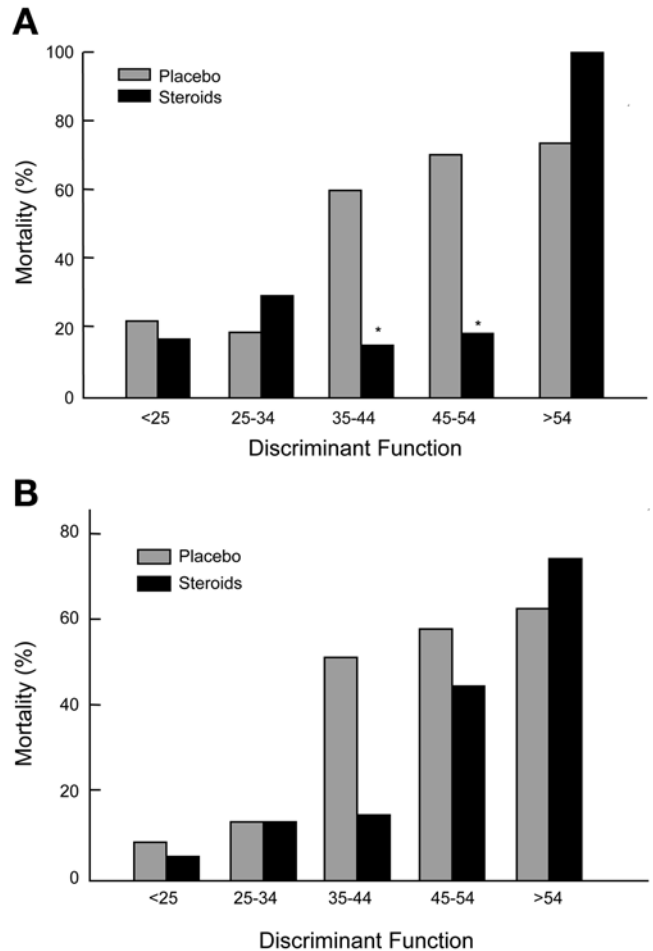 A
100
80
60
40
20
0
Mortality (%)
Placebo
Steroids
*
*
<25 25-34 35-44 45-54 >54
Discriminant Function
B
80
60
40
20
0
Mortality (%)
Placebo
Steroids
<25 25-34 35-44 45-54 >54
Discriminant Function